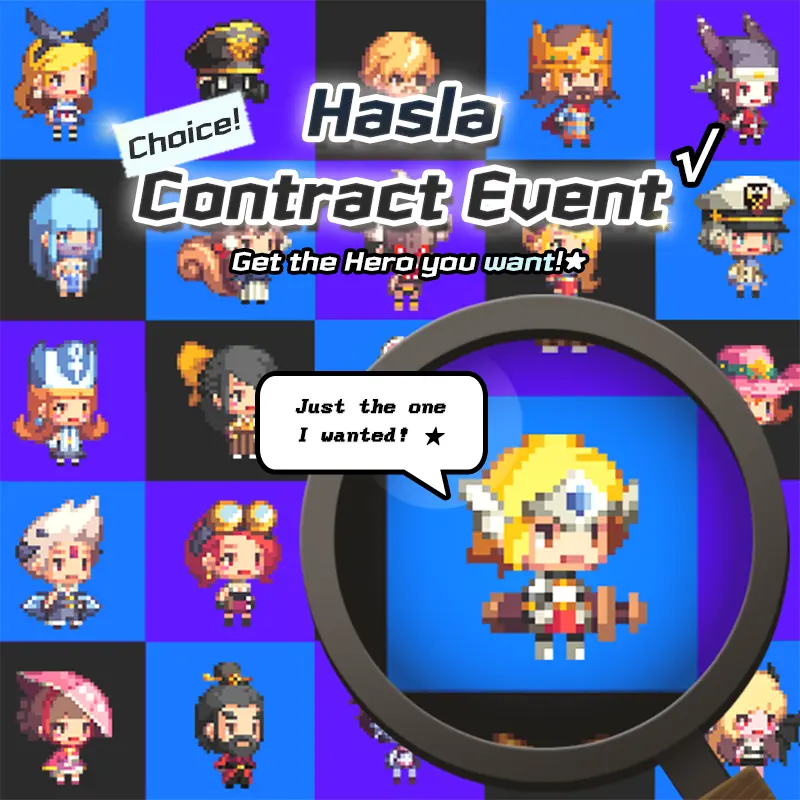 Choice!
Hasla
Contract Event
Get the Hero you want!★
Just the one
I wanted! ★